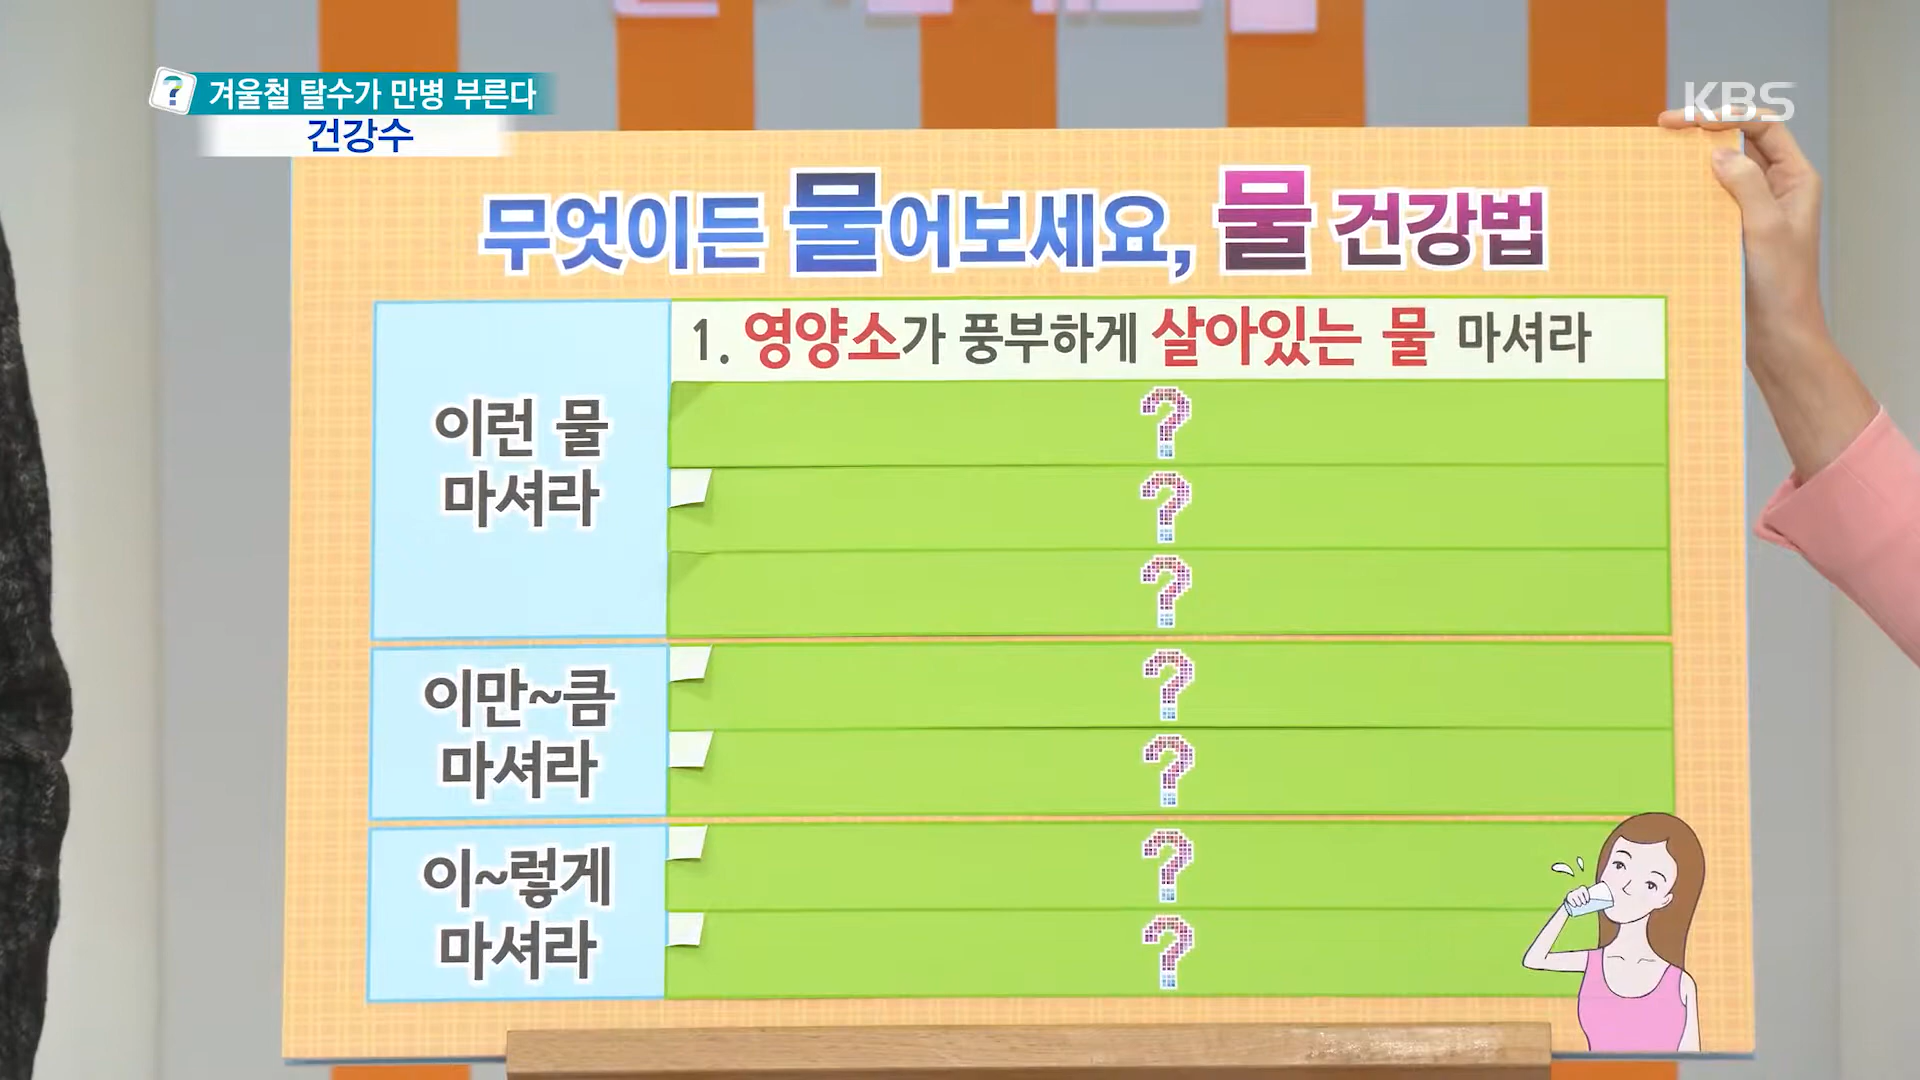 겨울철 탈수가 만병 부른다
건강수
KBS
무엇이든 물어보세요, 물 건강법
이런 물
마셔라
1. 영양소가 풍부하게 살아있는 물 마셔라
?
?
?
이만~큼
마셔라
?
?
이~렇게
마셔라
?
?